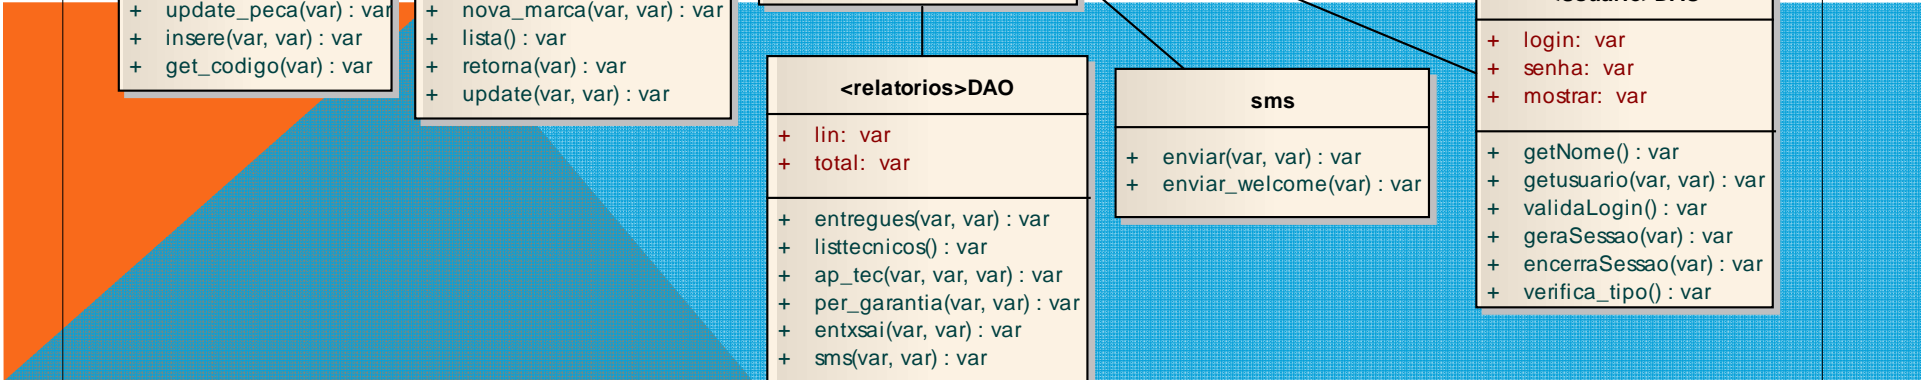 + update_peca(var) : var
+ insere(var, var) : var
+ get_codigo(var) : var
+ nova_marca(var, var) : var
+ lista() : var
+ retorna(var) : var
+ update(var, var) : var
<relatorios>DAO
+ lin: var
+ total: var
+ entregues(var, var) : var
+ listtecnicos() : var
+ ap_tec(var, var, var) : var
+ per_garantia(var, var) : var
+ entxsai(var, var) : var
+ sms(var, var) : var
sms
+ enviar(var, var) : var
+ enviar_welcome(var) : var
+ login: var
+ senha: var
+ mostrar: var
+ getNome() : var
+ getusuario(var, var) : var
+ validaLogin() : var
+ geraSessao(var) : var
+ encerraSessao(var) : var
+ verifica_tipo() : var